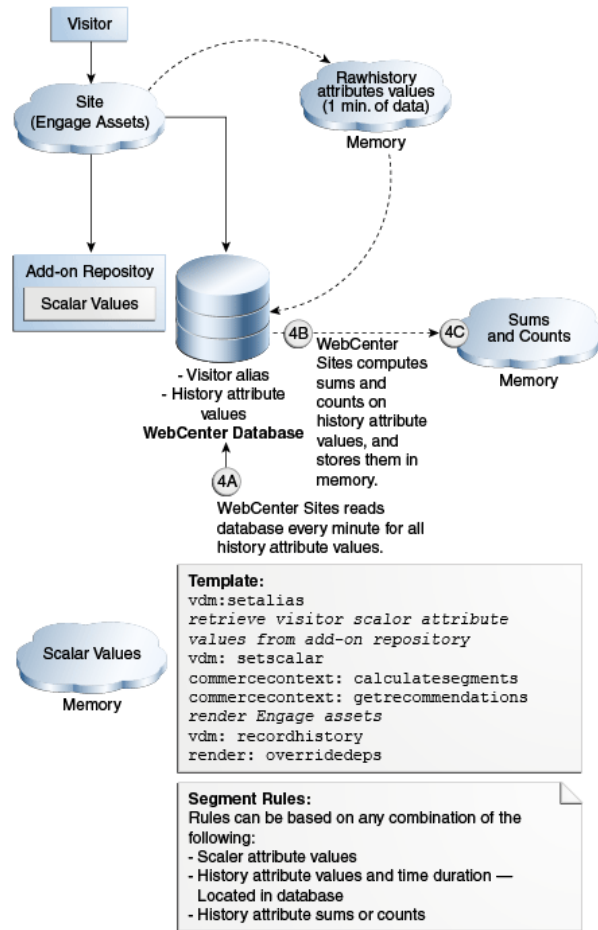 Visitor
Site
(Engage Assets)
Rawhistory
attributes values
(1 min. of data)
Memory
Add-on Repositoy
Scalar Values
- Visitor alias
- History attribute
values
WebCenter Database
4B
WebCenter
Sites computes
sums and
counts on
history attribute
values, and
stores them in
memory.
4C
Sums
and Counts
Memory
4A
WebCenter Sites reads
database every minute for all
history attribute values.
Scalar Values
Memory
Template:
vdm:setalias
retrieve visitor scalor attribute
values from add-on repository
vdm: setscalar
commercecontext: calculatesegments
commercecontext: getrecommendations
render Engage assets
vdm: recordhistory
render: overridedeps
Segment Rules:
Rules can be based on any combination of the
following:
- Scaler attribute values
- History attribute values and time duration —
Located in database
- History attribute sums or counts